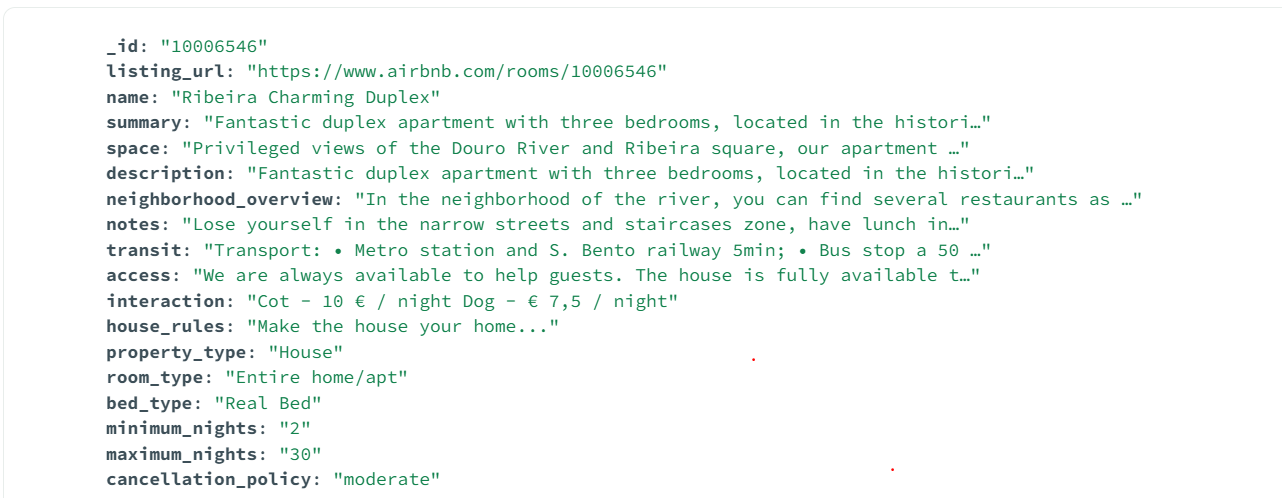 _id: "10006546"
listing_url: "https://www.airbnb.com/rooms/10006546"
name: "Ribeira Charming Duplex"
summary: "Fantastic duplex apartment with three bedrooms, located in the histori…"
space: "Privileged views of the Douro River and Ribeira square, our apartment …"
description: "Fantastic duplex apartment with three bedrooms, located in the histori…"
neighborhood_overview: "In the neighborhood of the river, you can find several restaurants as …"
notes: "Lose yourself in the narrow streets and staircases zone, have lunch in…"
transit: "Transport: • Metro station and S. Bento railway 5min; • Bus stop a 50 …"
access: "We are always available to help guests. The house is fully available t…"
interaction: "Cot - 10 € / night Dog - € 7,5 / night"
house_rules: "Make the house your home..."
property_type: "House"
room_type: "Entire home/apt"
bed_type: "Real Bed"
minimum_nights: "2"
maximum_nights: "30"
cancellation_policy: "moderate"